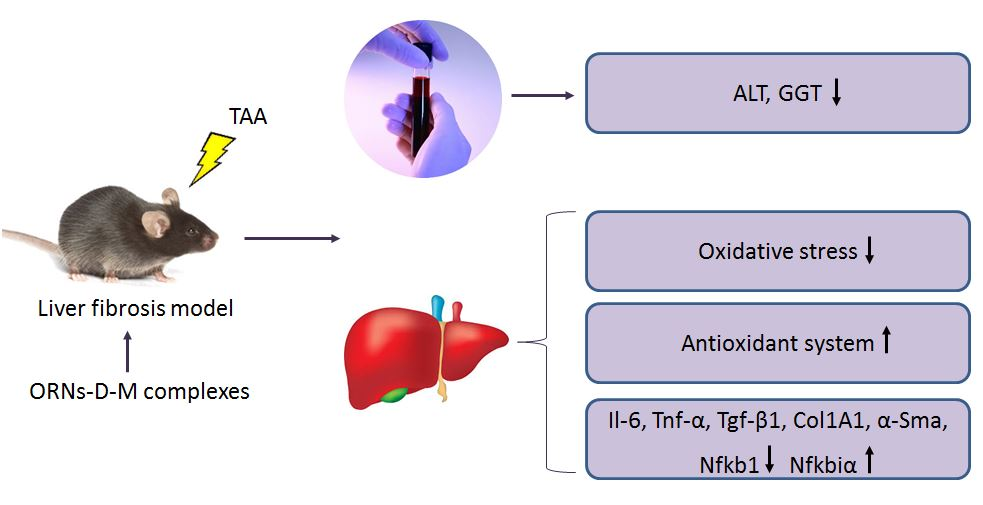 TAA
Liver fibrosis model
ORNs-D-M complexes
ALT, GGT ↓
Oxidative stress ↓
Antioxidant system ↑
Il-6, Tnf-α, Tgf-β1, Col1A1, α-Sma,
Nfkb1 ↓ Nfkbiα ↑